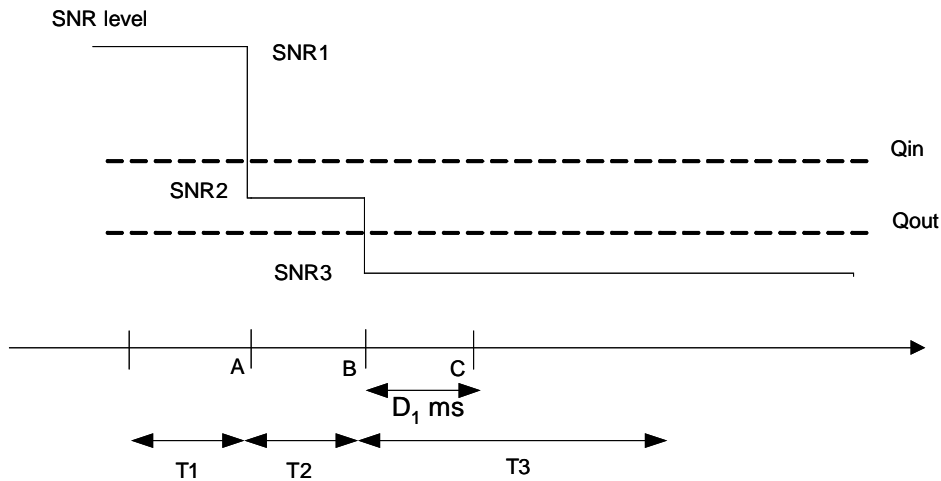 SNR level
SNR1
Qin
SNR2
Qout
SNR3
A
B
C
D₁ ms
T1
T2
T3